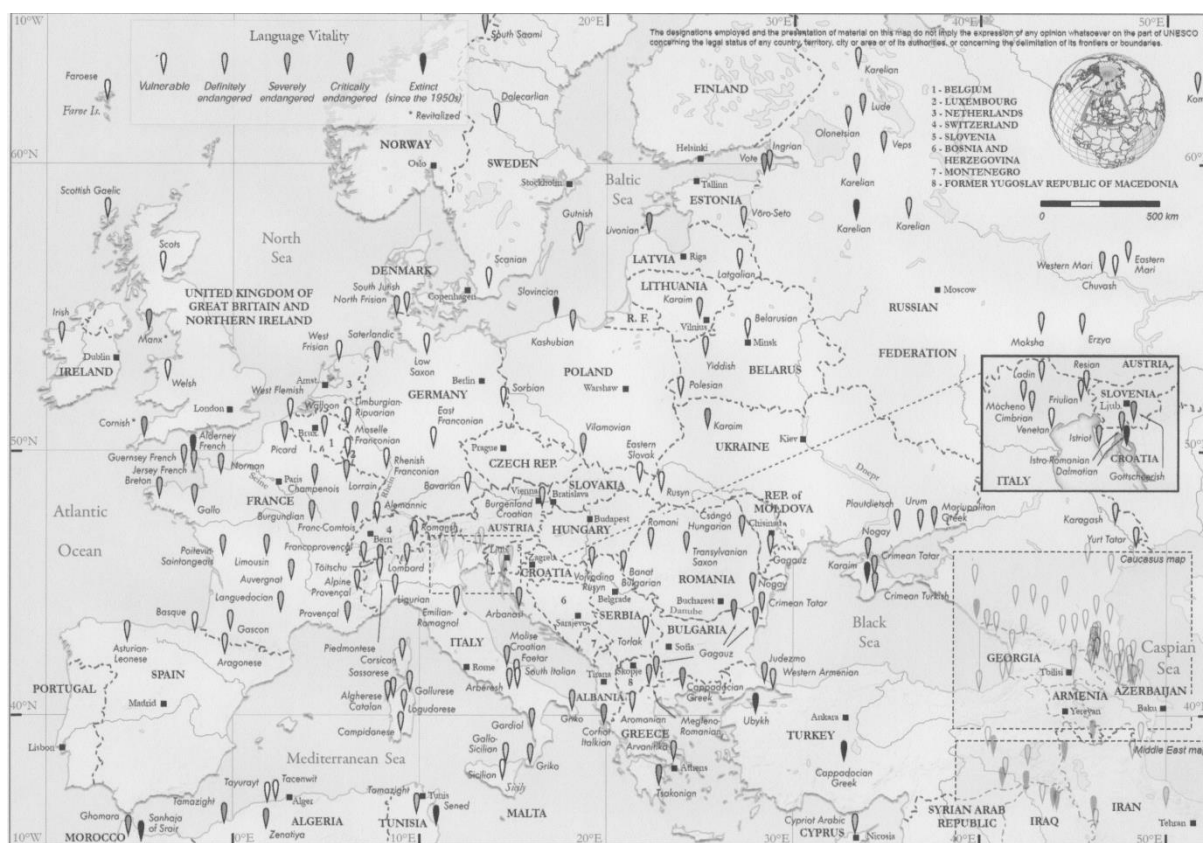 10°W
0°E
20°E
30°E
40°E
50°E
Language Vitality
Vulnerable
Definitely endangered
Severely endangered
Critically endangered
Extinct (since the 1950s)
* Revitalized
The designations employed and the presentation of material on this map do not imply the expression of any opinion whatsoever on the part of UNESCO
concerning the legal status of any country, territory, city or area or of its authorities, or concerning the delimitation of its frontiers or boundaries.
1 - BELGIUM
2 - LUXEMBOURG
3 - NETHERLANDS
4 - SWITZERLAND
5 - SLOVENIA
6 - BOSNIA AND
HERZEGOVINA
7 - MONTENEGRO
8 - FORMER YUGOSLAV REPUBLIC OF MACEDONIA
0
500 km
South Saami
Faroese
Faroe Is.
Dalecarlian
FINLAND
Karelian
Lude
Olonetsian
Veps
Karelian
Karelian
Karelian
NORWAY
Oslo
SWEDEN
Stockholm
Helsinki
Ingrian
Vote
Tallinn
ESTONIA
Võro-Seto
Baltic
Sea
Gutnish
Livonian *
60°N
Scottish Gaelic
Scots
North
Sea
DENMARK
South Jutish
North Frisian
Copenhagen
Scanian
Slovincian
LATVIA
Riga
Latgalian
LITHUANIA
Karaim
Vilnius
R. F.
Western Mari
Eastern
Mari
Chuvash
Moscow
RUSSIAN
FEDERATION
Moksha
Erzya
UNITED KINGDOM OF
GREAT BRITAIN AND
NORTHERN IRELAND
Irish
Manx *
Dublin
IRELAND
Welsh
London
Cornish *
West
Frisian
Saterlandic
Low
Saxon
Kashubian
Belarusian
Minsk
BELARUS
Yiddish
Polesian
Amst.
West Flemish
Wallon
Brux.
Limburgian-
Ripuarian
Moselle
Franconian
GERMANY
Berlin
East
Franconian
POLAND
Warshaw
Sorbian
Vilamovian
Karaim
UKRAINE
Kiev
Dnepr
50°N
Alderney
French
Guernsey French
Jersey French
Breton
Norman
Picard
Paris
Seine
Champenois
Lorrain
Rhenish
Franconian
Rhein
Prague
CZECH REP.
Eastern
Slovak
Rusyn
SLOVAKIA
Gallo
FRANCE
Burgundian
Franc-Comtois
Alemannic
Bavarian
Vienna
Bratislava
Burgenland
Croatian
AUSTRIA
HUNGARY
Budapest
Romani
Csángó
Hungarian
REP. of
MOLDOVA
Chisinau
Plautdietsch
Urum
Mariupolitan
Greek
Ladin
Resian
AUSTRIA
Friulian
SLOVENIA
Ljub.
Mòcheno
Cimbrian
Venetan
Istriot
Istro-Romanian
Dalmatian
CROATIA
Gottscheerish
ITALY
Karagash
Yurt Tatar
Caucasus map
Atlantic
Ocean
Poitevin
Saintongeais
Limousin
Francoprovençal
Töitschu
Bern
Romansh
Lombard
Auvergnat
Languedocian
Alpine
Provençal
Provençal
Ligurian
Emilian-
Romagnol
Zagreb
CROATIA
Vojvodina
Rusyn
Banat
Bulgarian
Transylvanian
Saxon
ROMANIA
Gagauz
Nogay
Nogay
Karaim
Crimean Tatar
Crimean Turkish
Crimean Tatar
Belgrade
SERBIA
Bucharest
Danube
Basque
Gascon
Aragonese
Asturian-
Leonese
SPAIN
PORTUGAL
Madrid
Lisbon
Piedmontese
Corsican
Sassarese
Algherese
Catalan
Gallurese
Logudorese
Campidanese
ITALY
Rome
Arbanasi
Molise
Croatian
Faetar
South Italian
Arbëresh
Sarajevo
Torlak
BULGARIA
Sofia
Gagauz
Skopje
Tirana
ALBANIA
Black
Sea
Judezmo
Western Armenian
Cappadocian
Greek
Ubykh
Aromanian
Megleno-
Romanian
GEORGIA
Tbilisi
ARMENIA
Yerevan
AZERBAIJAN
Baku
Caspian
Sea
40°N
Gardiol
Griko
Corfiot
Italkian
GREECE
Arvanitika
Athens
Tsakonian
Ankara
TURKEY
Cappadocian
Greek
Middle East map
Mediterranean Sea
Gallo-
Sicilian
Sicilian
Griko
Sicily
MALTA
Ghomara
Sanhaja
of Srair
MOROCCO
Tamazight
Tayurayt
Tacenwit
Alger
ALGERIA
Zenatiya
Tamazight
Tunis
TUNISIA
Sened
Cypriot Arabic
CYPRUS
Nicosia
SYRIAN ARAB
REPUBLIC
IRAQ
IRAN
Tehran
10°W
0°E
10°E
20°E
30°E
40°E
50°E